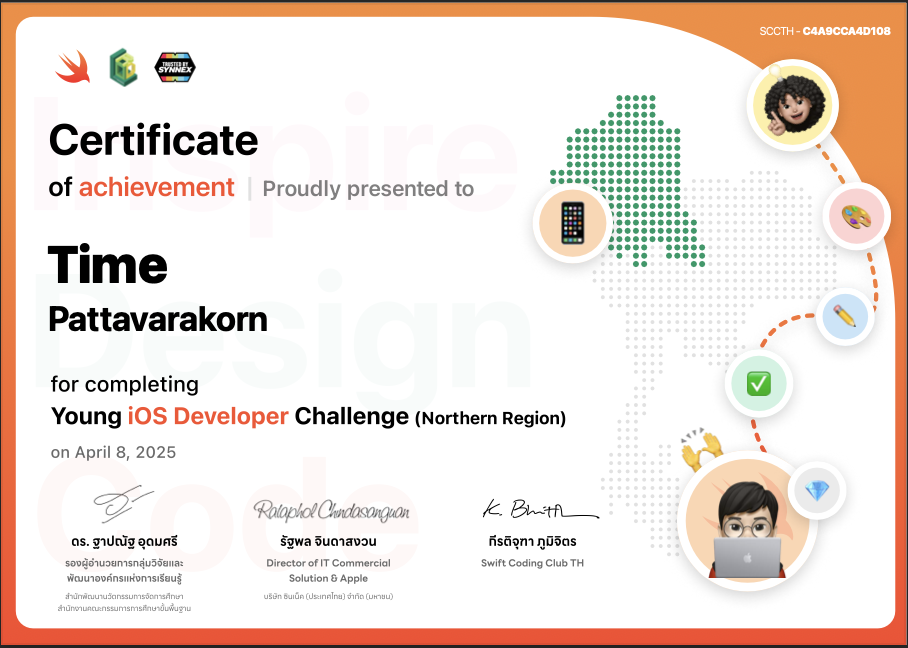 SCCTH - C4A9CCA4D108
TRUSTED BY
SYNNEX
Inspire
Certificate
of achievement | Proudly presented to
Time
Design
Pattavarakorn
for completing
Young iOS Developer Challenge (Northern Region)
on April 8, 2025
Code
Rataphol Chindasanguan
K. Bhumit
ดร. ฐาปณัฐ อุดมศรี
รองผู้อำนวยการกลุ่มวิจัยและ
พัฒนาองค์กรแห่งการเรียนรู้
สำนักพัฒนานวัตกรรมการจัดการศึกษา
สำนักงานคณะกรรมการการศึกษาขั้นพื้นฐาน
รัฐพล จินดาสงวน
Director of IT Commercial
Solution & Apple
บริษัท ซินเน็ค (ประเทศไทย) จำกัด (มหาชน)
กีรติจุฑา ภูมิจิตร
Swift Coding Club TH